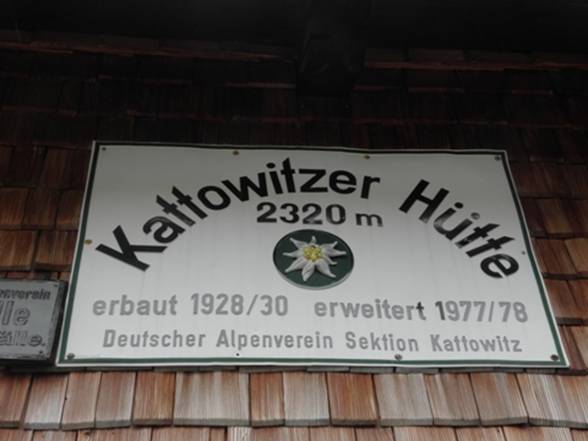 Kattowitzer Hütte
2320 m
erbaut 1928/30 erweitert 1977/78
Deutscher Alpenverein Sektion Kattowitz